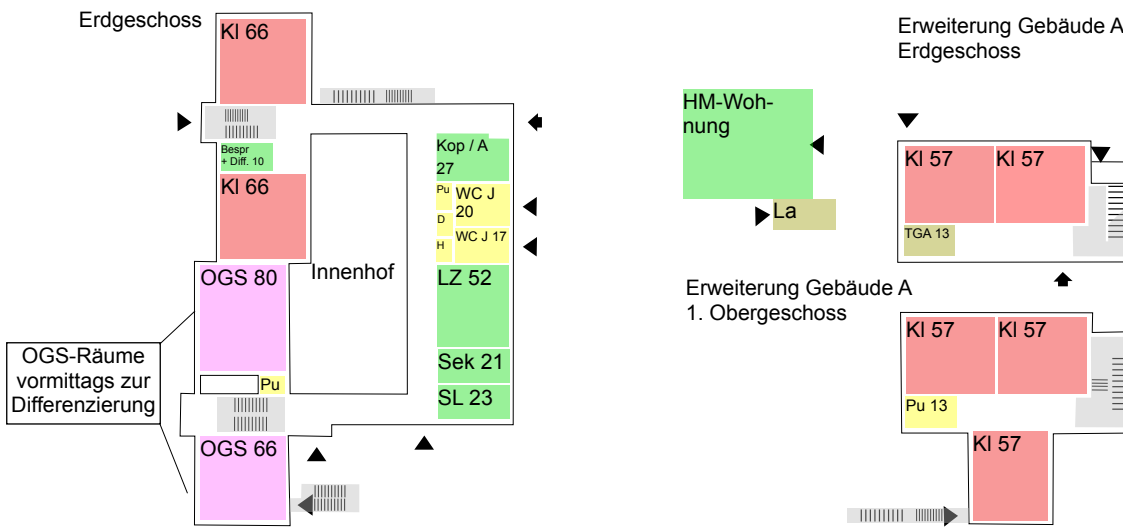 Erdgeschoss
Kl 66
Bespr
+ Diff. 10
Kl 66
OGS 80
Innenhof
Kop / A
27
Pu
WC J
20
D
WC J 17
H
LZ 52
Sek 21
SL 23
OGS-Räume
vormittags zur
Differenzierung
Pu
OGS 66
HM-Woh-
nung
La
Erweiterung Gebäude A
Erdgeschoss
Kl 57
Kl 57
TGA 13
Erweiterung Gebäude A
1. Obergeschoss
Kl 57
Kl 57
Pu 13
Kl 57